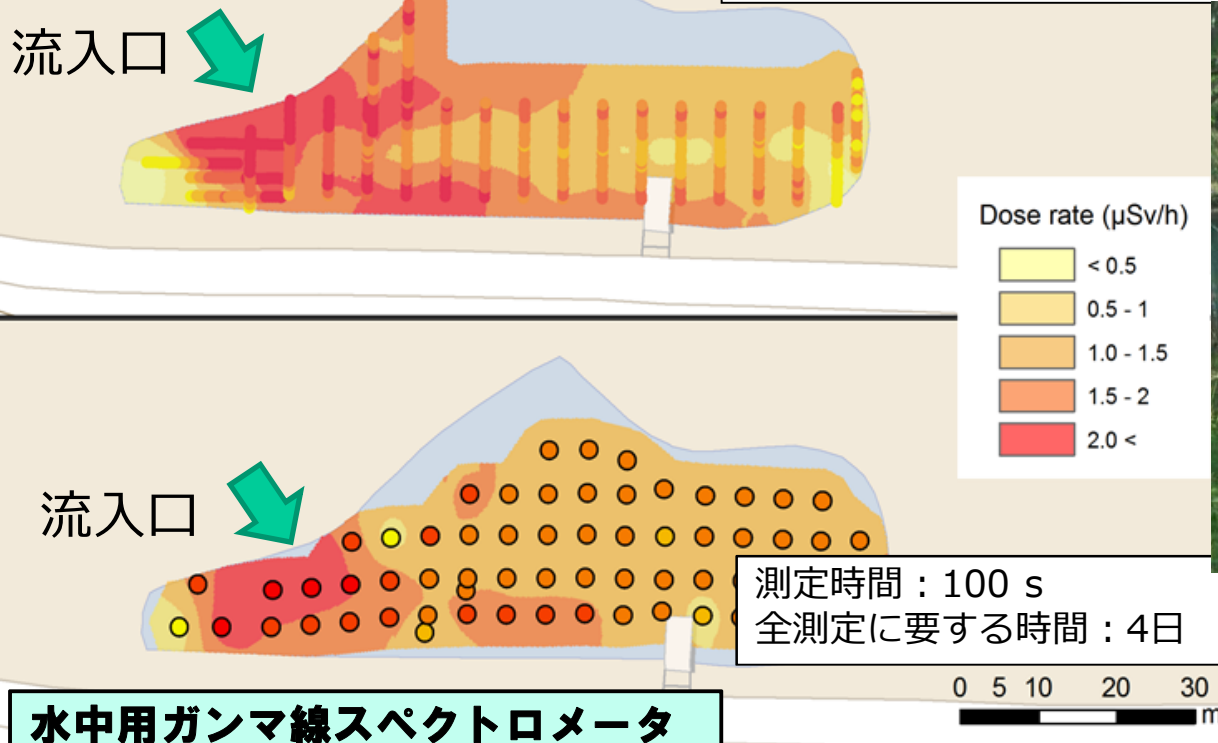 流入口
Dose rate (μSv/h)
< 0.5
0.5 - 1
1.0 - 1.5
1.5 - 2
2.0 <
流入口
測定時間：100 s
全測定に要する時間：4日
0 5 10 20 30
m
水中用ガンマ線スペクトロメータ